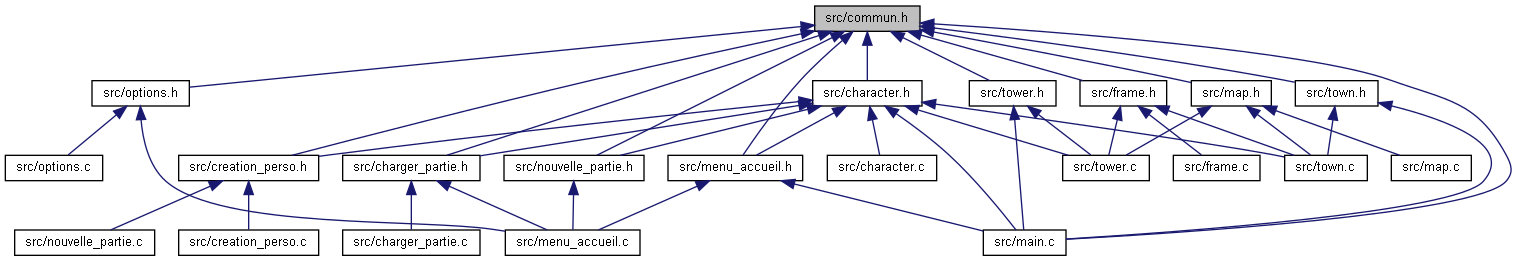 src/commun.h
src/options.h
src/character.h
src/tower.h
src/frame.h
src/map.h
src/town.h
src/options.c
src/creation_perso.h
src/charger_partie.h
src/nouvelle_partie.h
src/menu_accueil.h
src/character.c
src/tower.c
src/frame.c
src/town.c
src/map.c
src/nouvelle_partie.c
src/creation_perso.c
src/charger_partie.c
src/menu_accueil.c
src/main.c